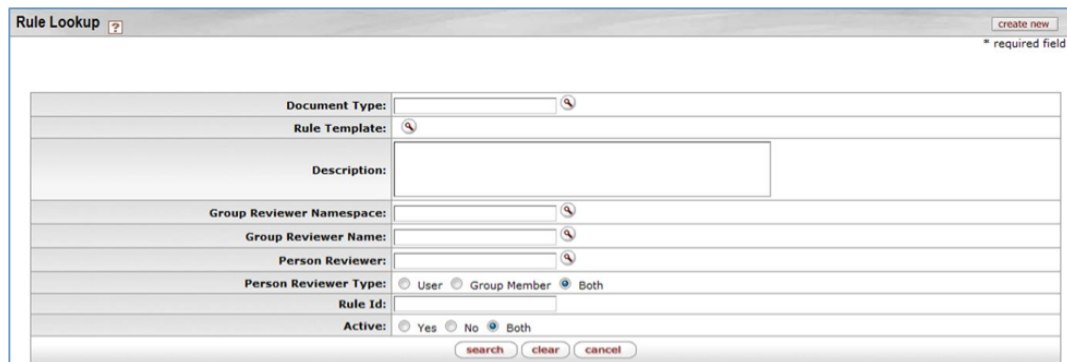 Rule Lookup ?
create new
* required field
Document Type:
Rule Template:
Description:
Group Reviewer Namespace:
Group Reviewer Name:
Person Reviewer:
Person Reviewer Type: User Group Member Both
Rule Id:
Active: Yes No Both
search clear cancel